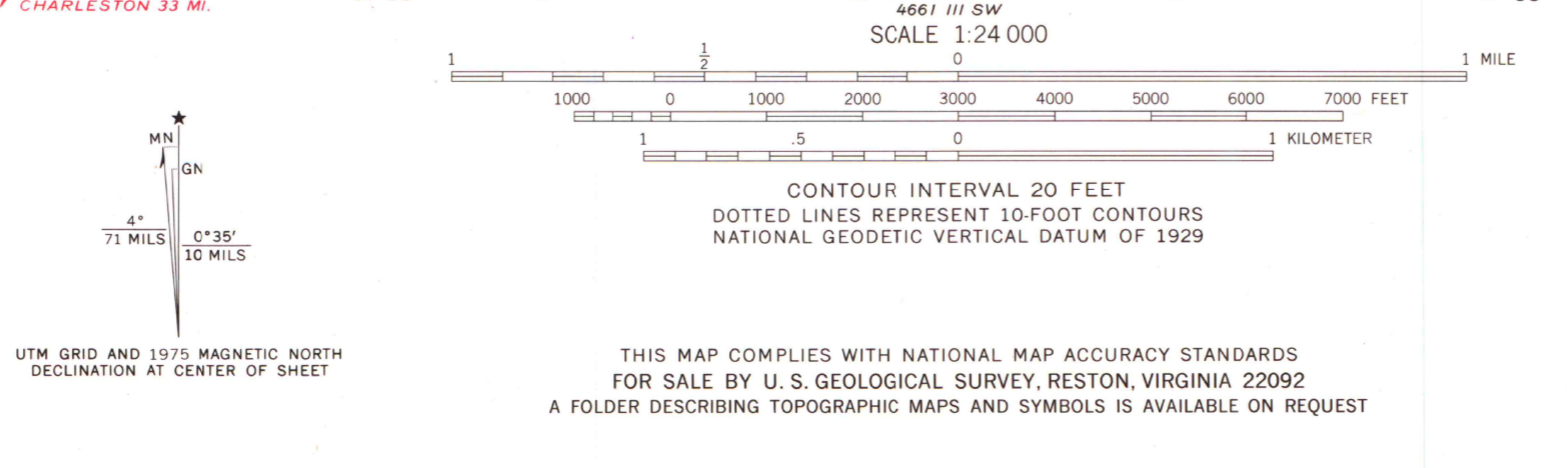 CHARLESTON 33 MI.
4661 III SW
SCALE 1:24 000
1 1/2 0 1 MILE
1000 0 1000 2000 3000 4000 5000 6000 7000 FEET
1 .5 0 1 KILOMETER
CONTOUR INTERVAL 20 FEET
DOTTED LINES REPRESENT 10-FOOT CONTOURS
NATIONAL GEODETIC VERTICAL DATUM OF 1929
★
MN
GN
4°
71 MILS
0°35′
10 MILS
UTM GRID AND 1975 MAGNETIC NORTH
DECLINATION AT CENTER OF SHEET
THIS MAP COMPLIES WITH NATIONAL MAP ACCURACY STANDARDS
FOR SALE BY U. S. GEOLOGICAL SURVEY, RESTON, VIRGINIA 22092
A FOLDER DESCRIBING TOPOGRAPHIC MAPS AND SYMBOLS IS AVAILABLE ON REQUEST